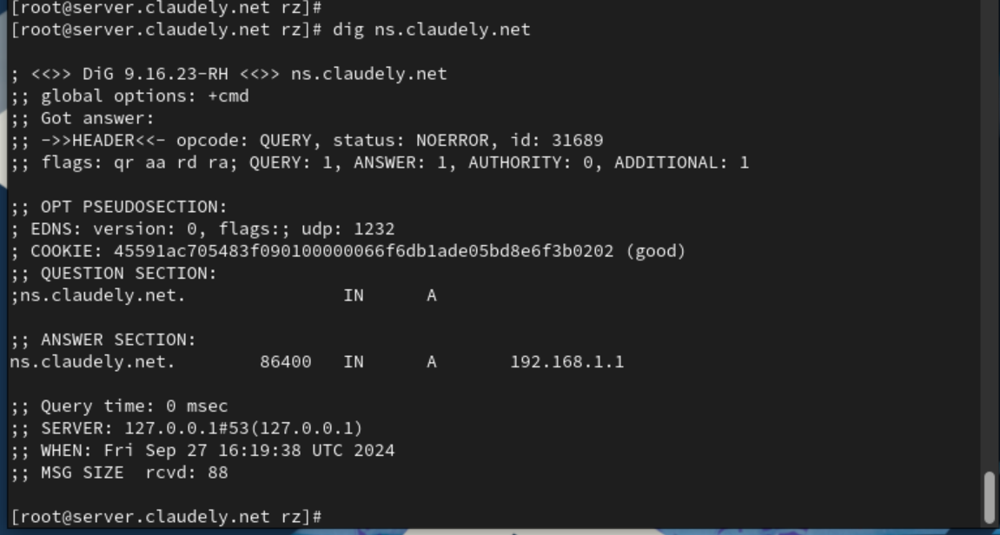 [root@server.claudely.net rz]#
[root@server.claudely.net rz]# dig ns.claudely.net
; <<>> DiG 9.16.23-RH <<>> ns.claudely.net
;; global options: +cmd
;; Got answer:
;; ->>HEADER<<- opcode: QUERY, status: NOERROR, id: 31689
;; flags: qr aa rd ra; QUERY: 1, ANSWER: 1, AUTHORITY: 0, ADDITIONAL: 1
;; OPT PSEUDOSECTION:
; EDNS: version: 0, flags:; udp: 1232
; COOKIE: 45591ac705483f090100000066f6db1ade05bd8e6f3b0202 (good)
;; QUESTION SECTION:
;ns.claudely.net. IN A
;; ANSWER SECTION:
ns.claudely.net. 86400 IN A 192.168.1.1
;; Query time: 0 msec
;; SERVER: 127.0.0.1#53(127.0.0.1)
;; WHEN: Fri Sep 27 16:19:38 UTC 2024
;; MSG SIZE rcvd: 88
[root@server.claudely.net rz]#